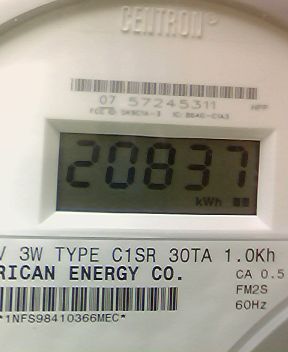 CENTRON®
07 57245311
20837
kWh
V 3W TYPE C1SR 30TA 1.0Kh
RICAN ENERGY CO.
CA 0.5
FM2S
60Hz
*1NFS98410366MEC*